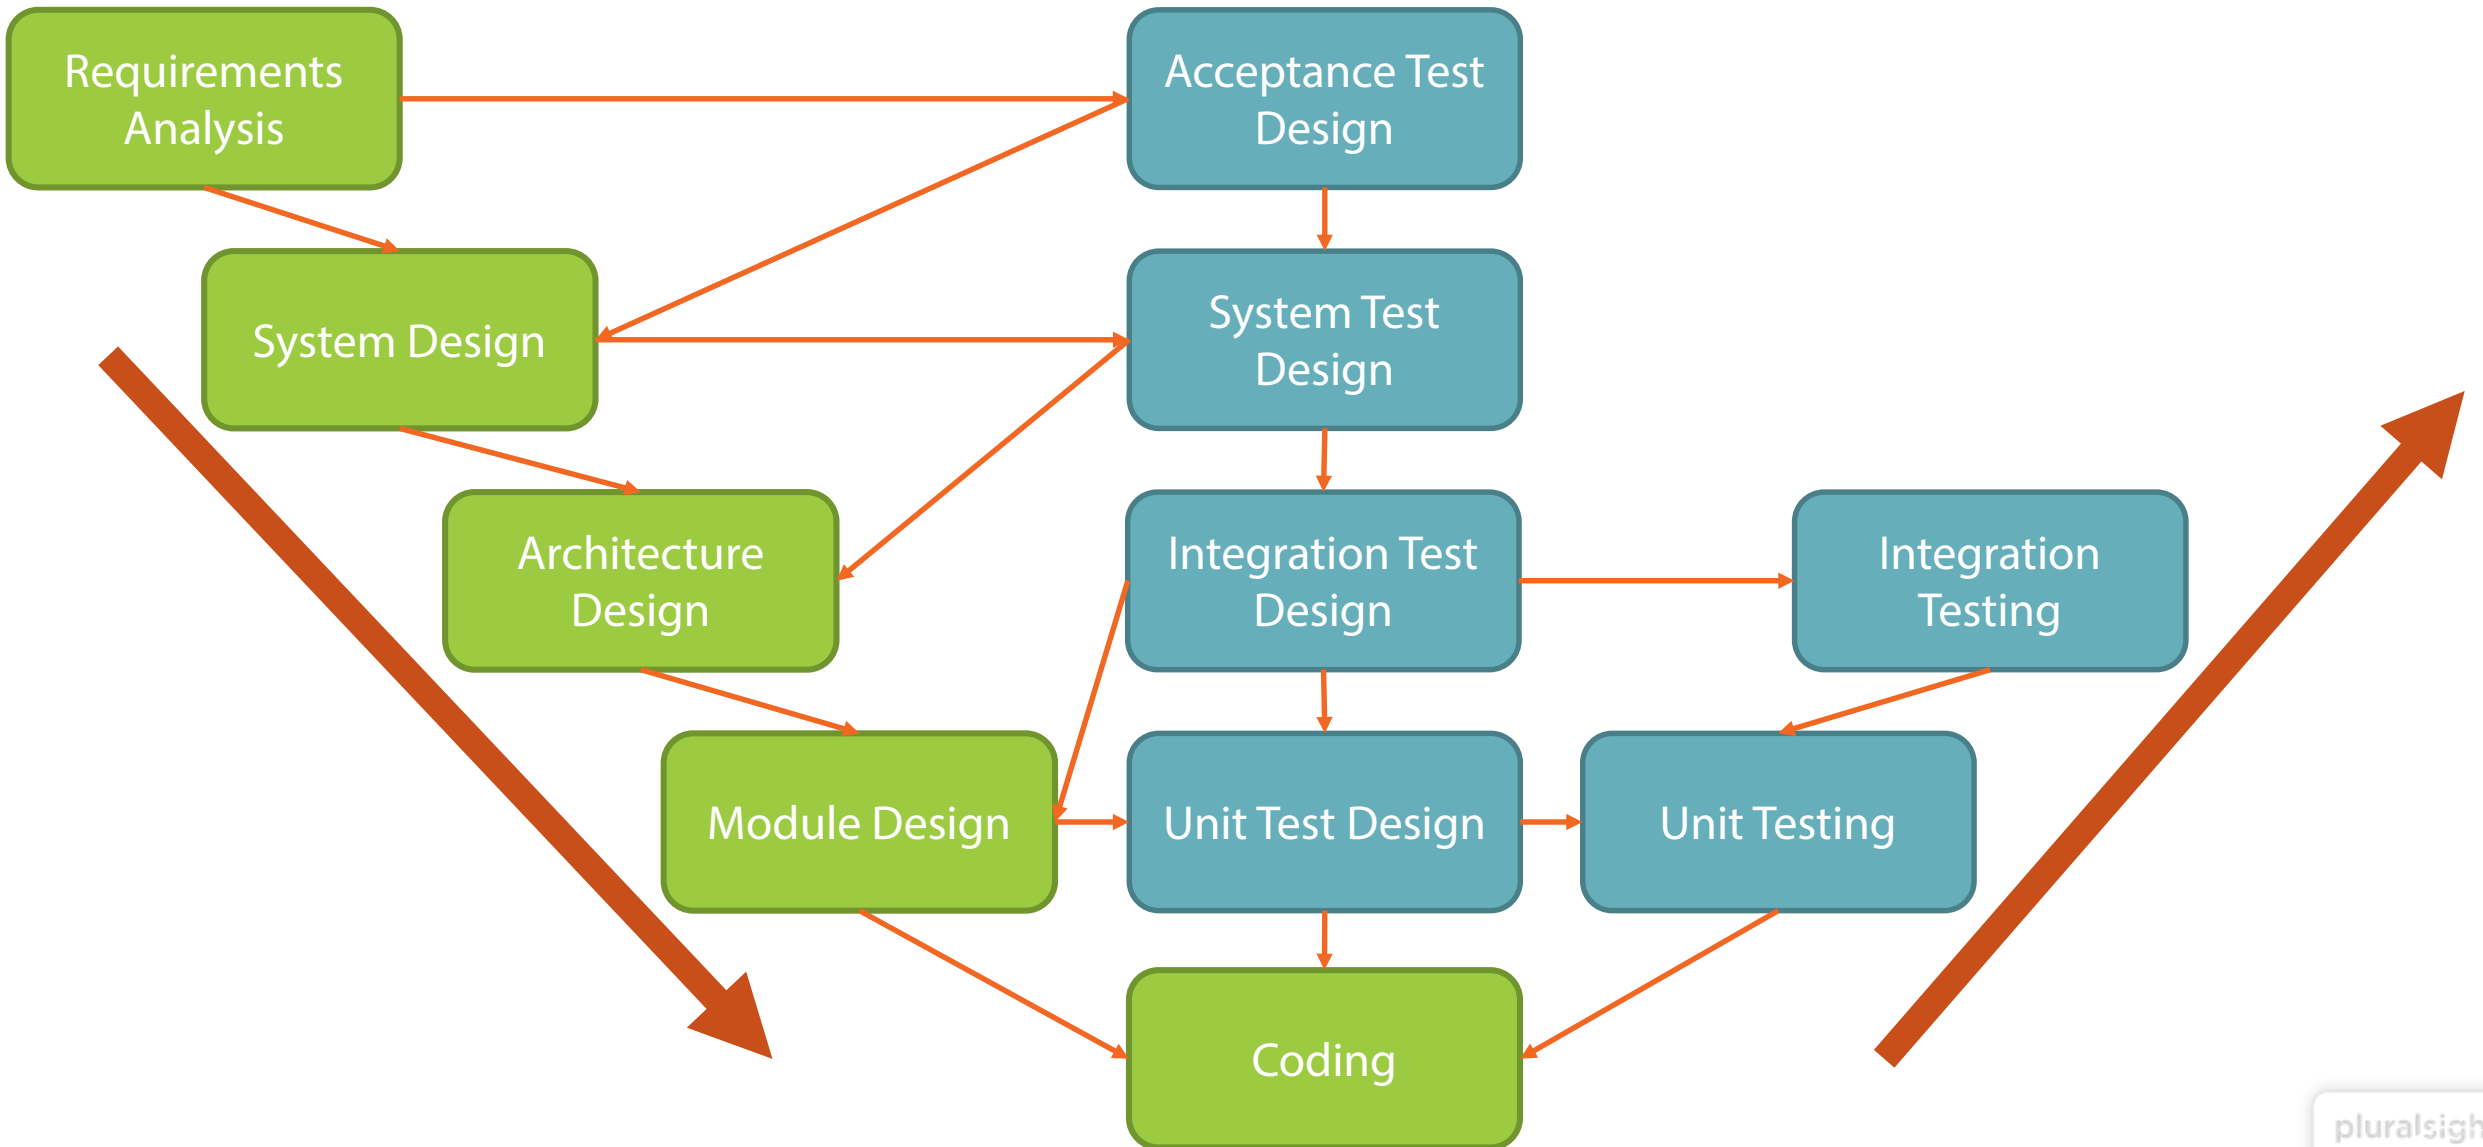 Requirements
Analysis
Acceptance Test
Design
System Design
System Test
Design
Architecture
Design
Integration Test
Design
Integration
Testing
Module Design
Unit Test Design
Unit Testing
Coding
pluralsigh